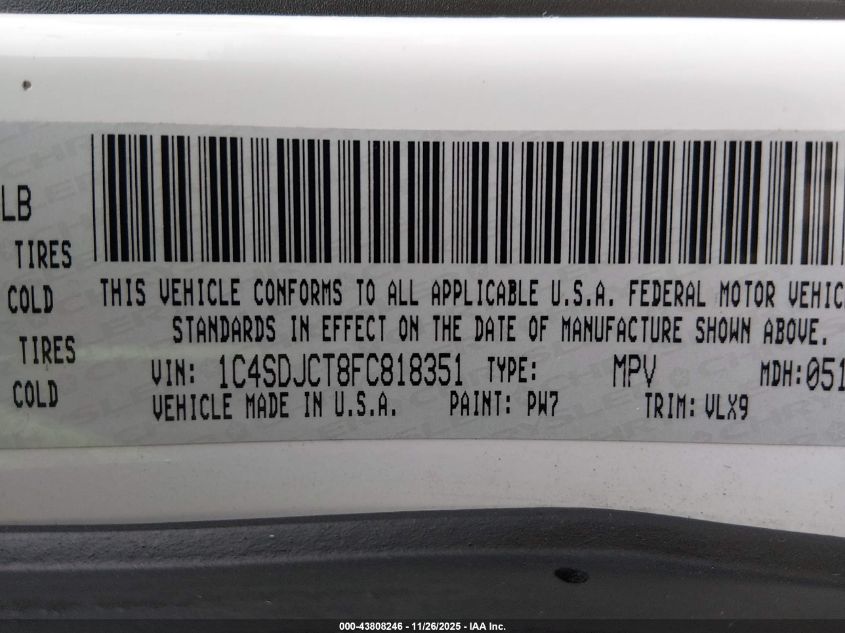 LB
TIRES
COLD
TIRES
COLD
THIS VEHICLE CONFORMS TO ALL APPLICABLE U.S.A. FEDERAL MOTOR VEHIC
STANDARDS IN EFFECT ON THE DATE OF MANUFACTURE SHOWN ABOVE.
VIN: 1C4SDJCT8FC818351 TYPE: MPV MDH:051
VEHICLE MADE IN U.S.A. PAINT: PW7 TRIM: VLX9
000-43808246 - 11/26/2025 - IAA Inc.